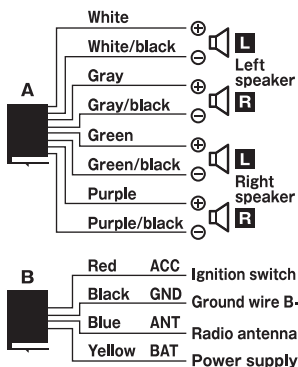 White
White/black
L
Left speaker
A
Gray
Gray/black
R
Green
Green/black
L
Right speaker
Purple
Purple/black
R
B
Red ACC Ignition switch
Black GND Ground wire B-
Blue ANT Radio antenna
Yellow BAT Power supply